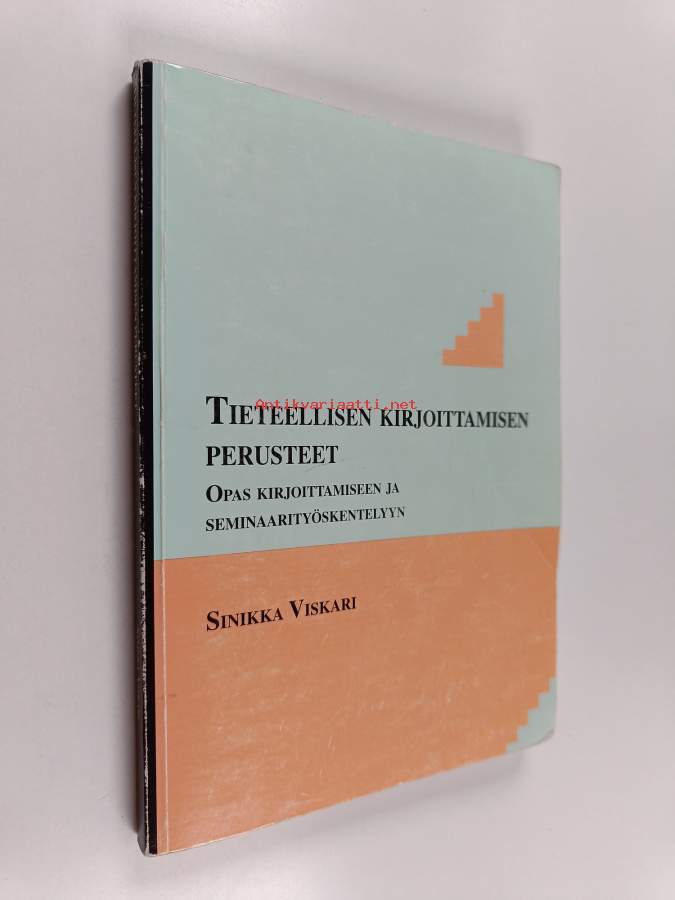 TIETEELLISEN KIRJOITTAMISEN
Antikvariaatti.net
PERUSTEET
OPAS KIRJOITTAMISEEN JA
SEMINAARITYÖSKENTELYYN
SINIKKA VISKARI